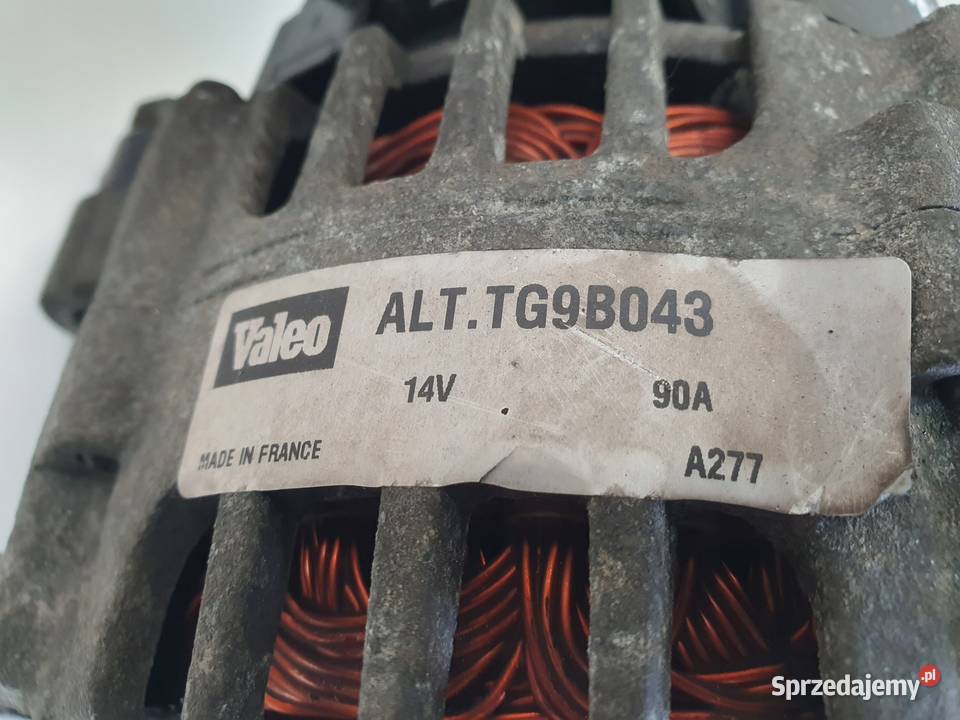 Valeo
ALT.TG9B043
14V 90A
MADE IN FRANCE A277
Sprzedajemy.pl